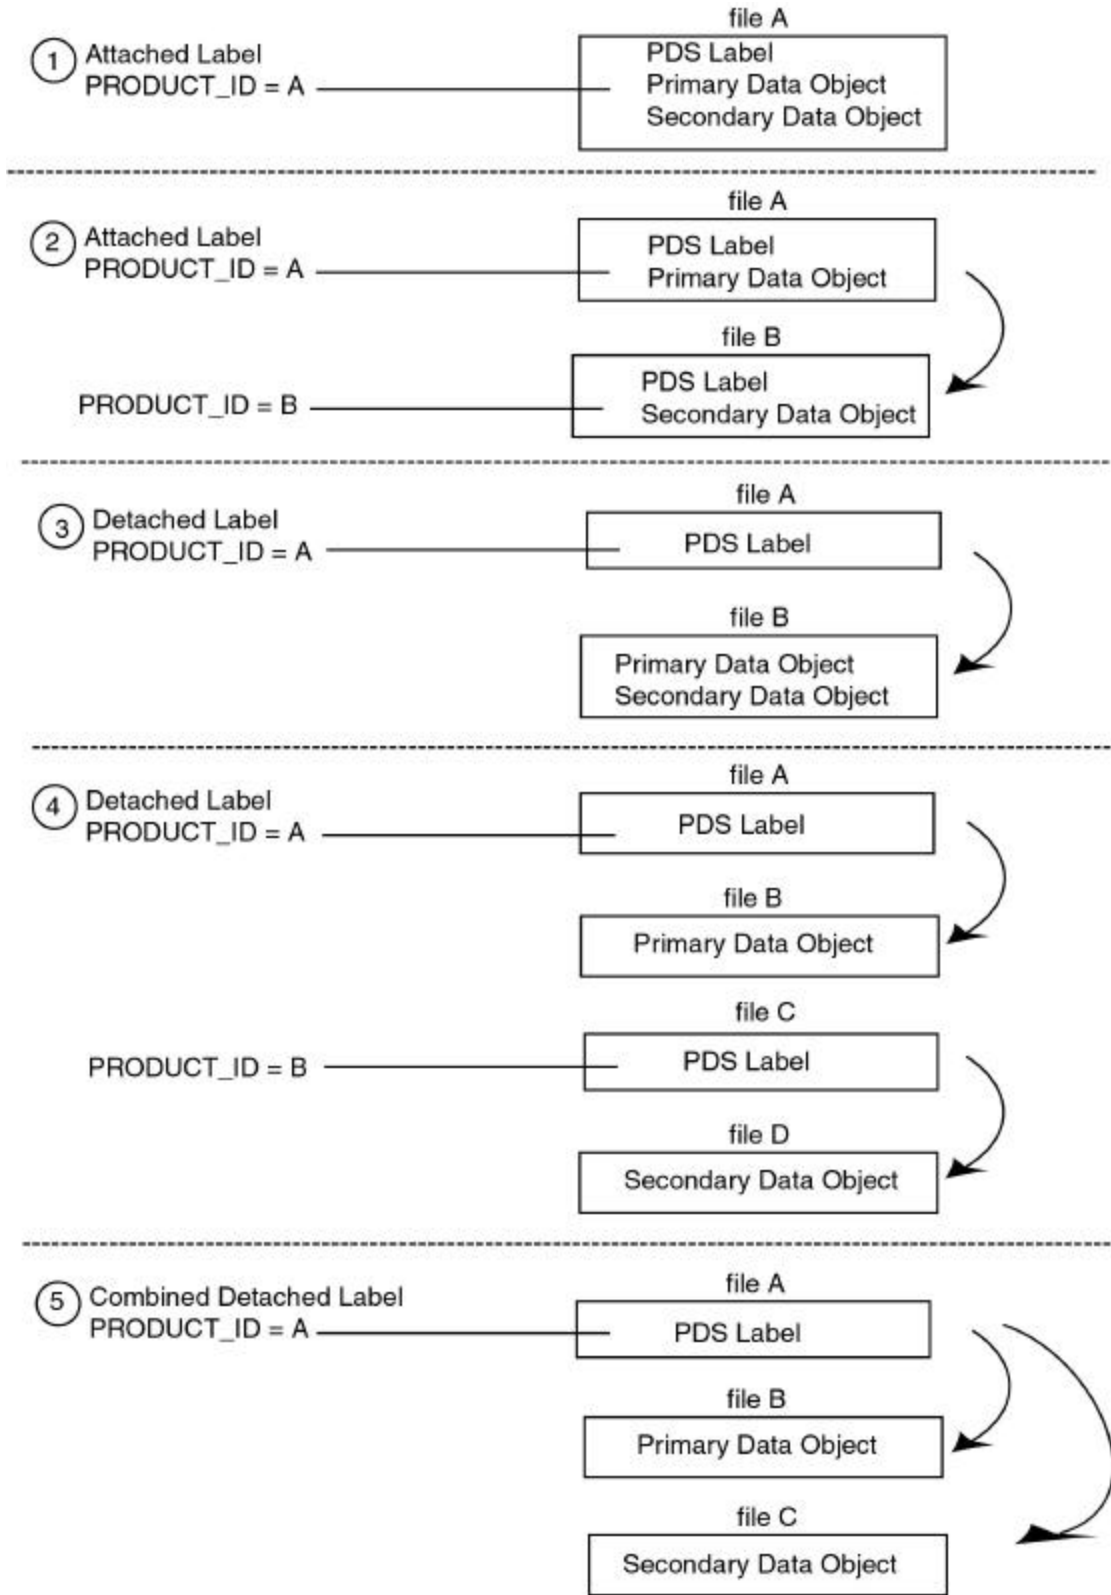 file A
1 Attached Label
PRODUCT_ID = A
PDS Label
Primary Data Object
Secondary Data Object
file A
2 Attached Label
PRODUCT_ID = A
PDS Label
Primary Data Object
file B
PRODUCT_ID = B
PDS Label
Secondary Data Object
file A
3 Detached Label
PRODUCT_ID = A
PDS Label
file B
Primary Data Object
Secondary Data Object
file A
4 Detached Label
PRODUCT_ID = A
PDS Label
file B
Primary Data Object
file C
PRODUCT_ID = B
PDS Label
file D
Secondary Data Object
file A
5 Combined Detached Label
PRODUCT_ID = A
PDS Label
file B
Primary Data Object
file C
Secondary Data Object